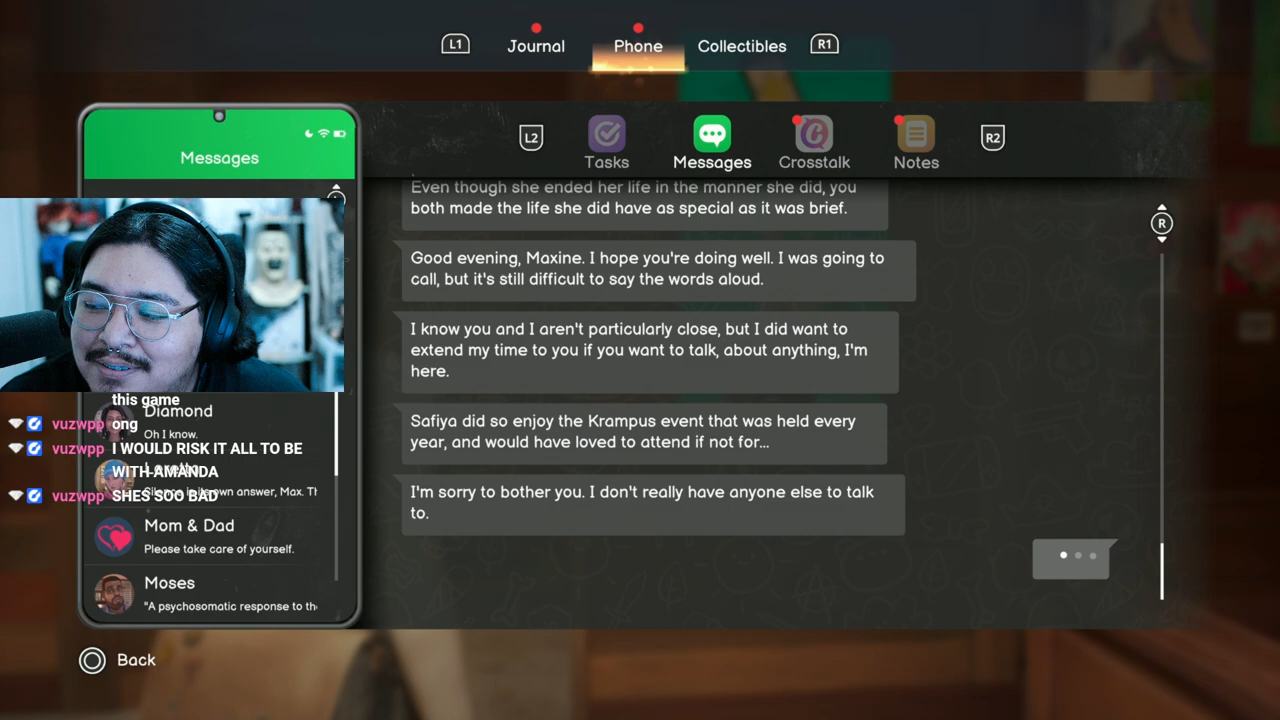 L1
Journal
Phone
Collectibles
R1
Messages
L2
Tasks
Messages
Crosstalk
Notes
R2
Even though she ended her life in the manner she did, you
both made the life she did have as special as it was brief.
R
Good evening, Maxine. I hope you're doing well. I was going to
call, but it's still difficult to say the words aloud.
I know you and I aren't particularly close, but I did want to
extend my time to you if you want to talk, about anything, I'm
here.
Safiya did so enjoy the Krampus event that was held every
year, and would have loved to attend if not for...
I'm sorry to bother you. I don't really have anyone else to talk
to.
this game
Diamond
vuzwpp ong
Oh I know.
vuzwpp I WOULD RISK IT ALL TO BE
WITH AMANDA
own answer, Max. Th
vuzwpp SHES SOO BAD
Mom & Dad
Please take care of yourself.
Moses
"A psychosomatic response to th
Back